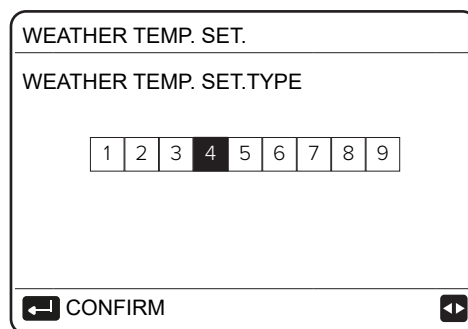 WEATHER TEMP. SET.
WEATHER TEMP. SET.TYPE
1 2 3 4 5 6 7 8 9
CONFIRM